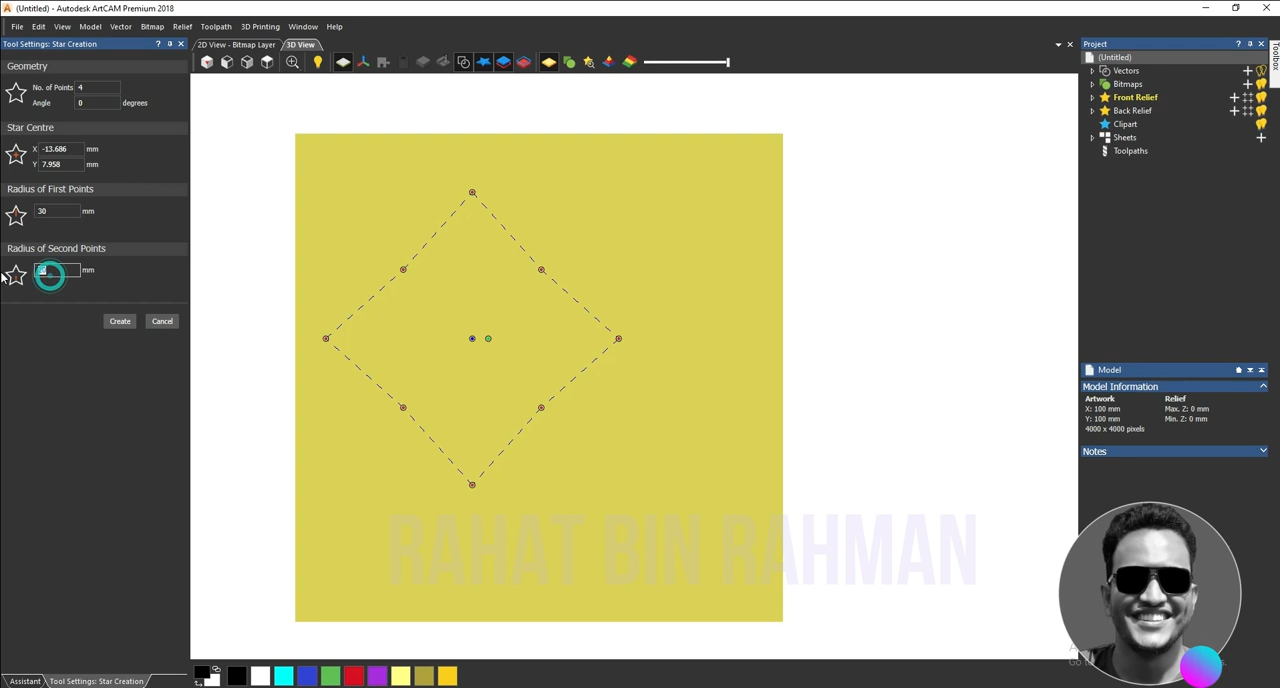 (Untitled) - Autodesk ArtCAM Premium 2018
File Edit View Model Vector Bitmap Relief Toolpath 3D Printing Window Help
Tool Settings: Star Creation
2D View - Bitmap Layer 3D View
Geometry
No. of Points 4
Angle 0 degrees
Star Centre
X -13.686 mm
Y 7.958 mm
Radius of First Points
30 mm
Radius of Second Points
mm
Create Cancel
Assistant Tool Settings: Star Creation
Project
Toolbox
(Untitled)
Vectors
Bitmaps
Front Relief
Back Relief
Clipart
Sheets
Toolpaths
Model
Model Information
Artwork Relief
X: 100 mm Max. Z: 0 mm
Y: 100 mm Min. Z: 0 mm
4000 x 4000 pixels
Notes
RAHAT BIN RAHMAN